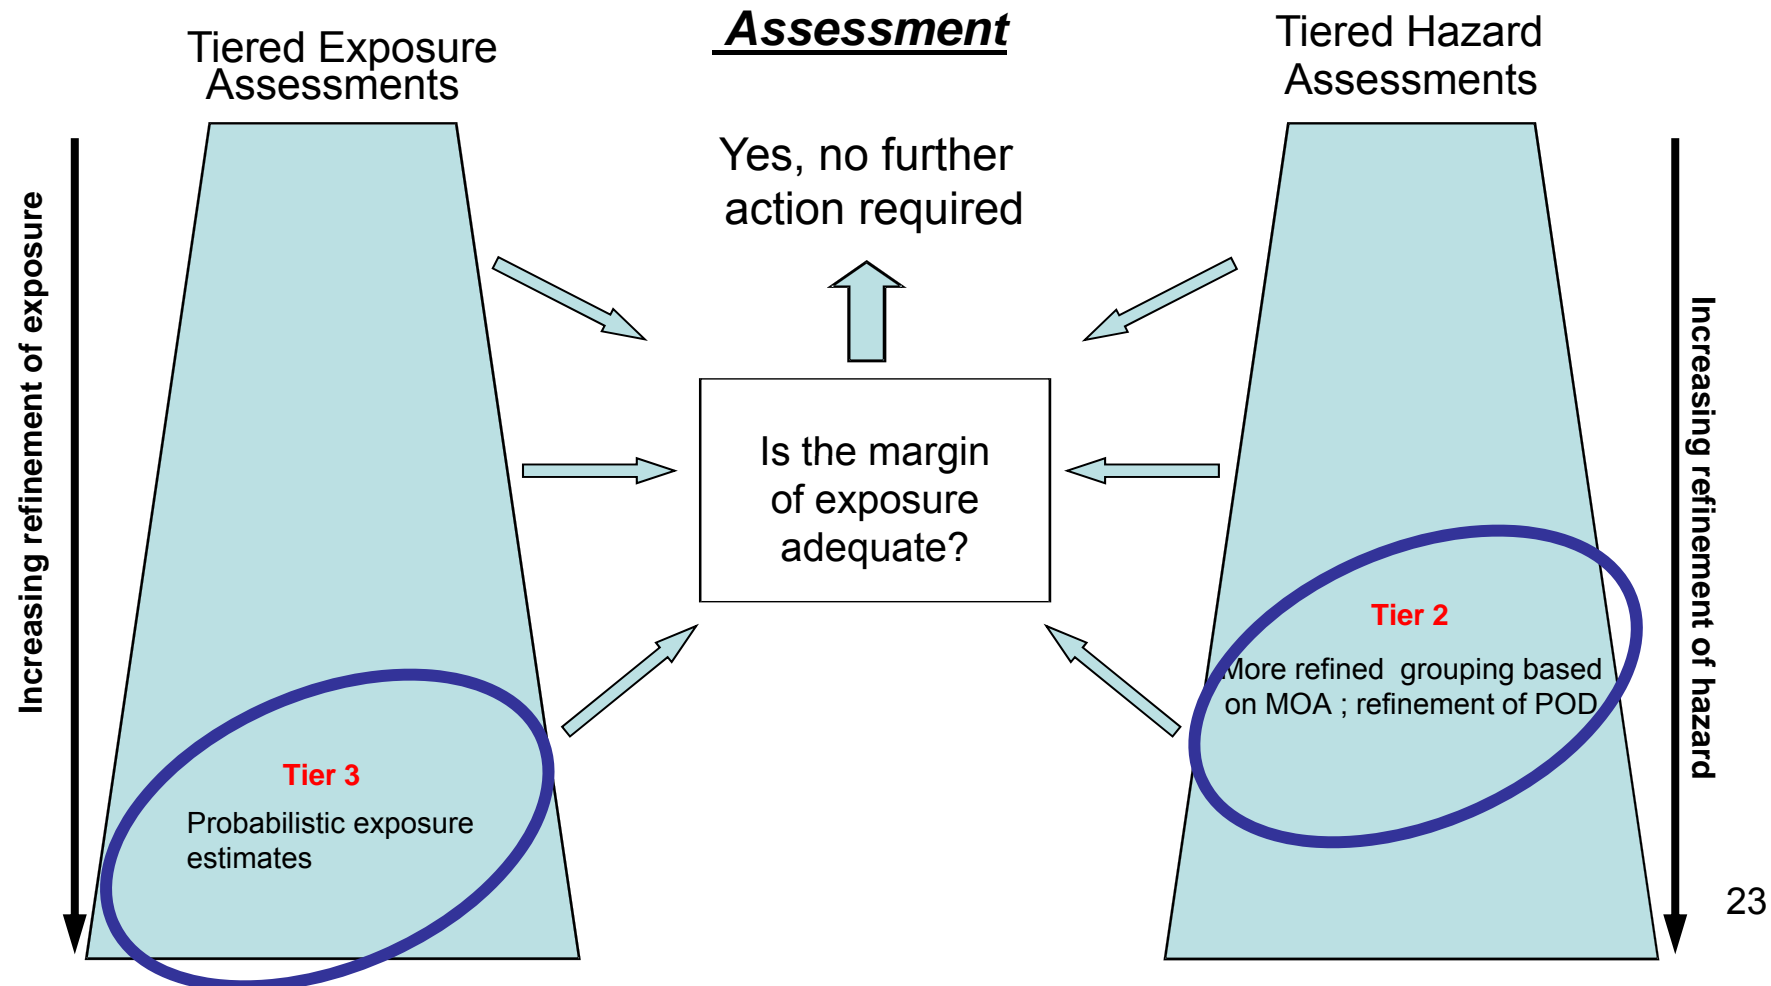 Assessment
Tiered Exposure
Assessments
Tiered Hazard
Assessments
Yes, no further
action required
Increasing refinement of exposure
Is the margin
of exposure
adequate?
Increasing refinement of hazard
Tier 2
More refined grouping based
on MOA ; refinement of POD
Tier 3
Probabilistic exposure
estimates
23